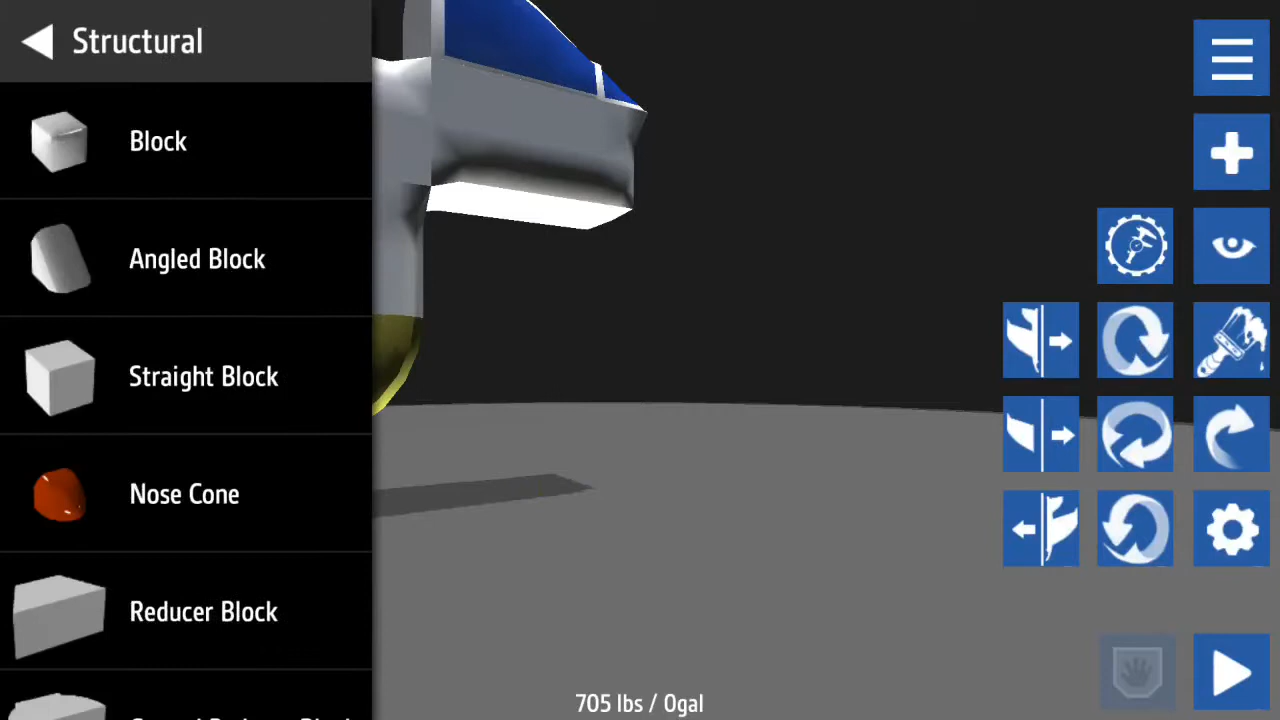 Structural
Block
Angled Block
Straight Block
Nose Cone
Reducer Block
705 lbs / 0gal